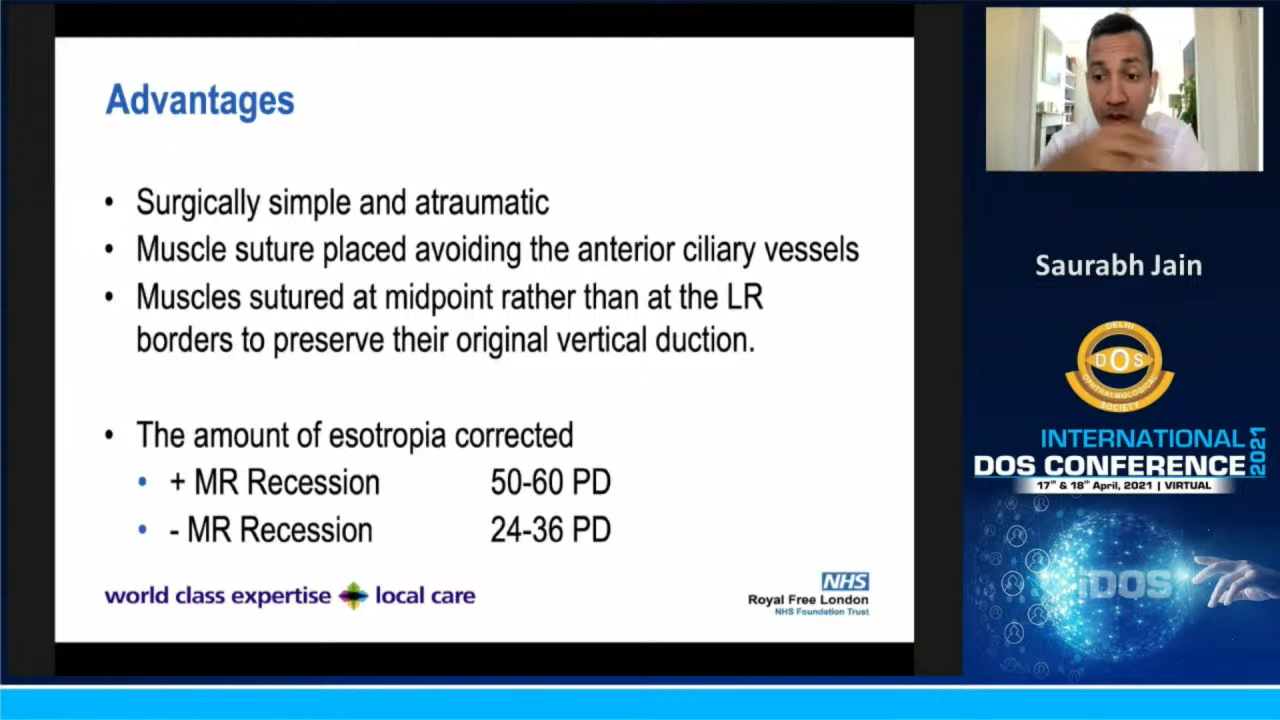 Advantages
• Surgically simple and atraumatic
• Muscle suture placed avoiding the anterior ciliary vessels
• Muscles sutured at midpoint rather than at the LR
borders to preserve their original vertical duction.
• The amount of esotropia corrected
• + MR Recession 50-60 PD
• - MR Recession 24-36 PD
world class expertise local care
NHS
Royal Free London
NHS Foundation Trust
Saurabh Jain
DELHI
DOS
OPHTHALMOLOGICAL
SOCIETY
INTERNATIONAL
DOS CONFERENCE
2021
17th & 18th April, 2021 | VIRTUAL
iDOS